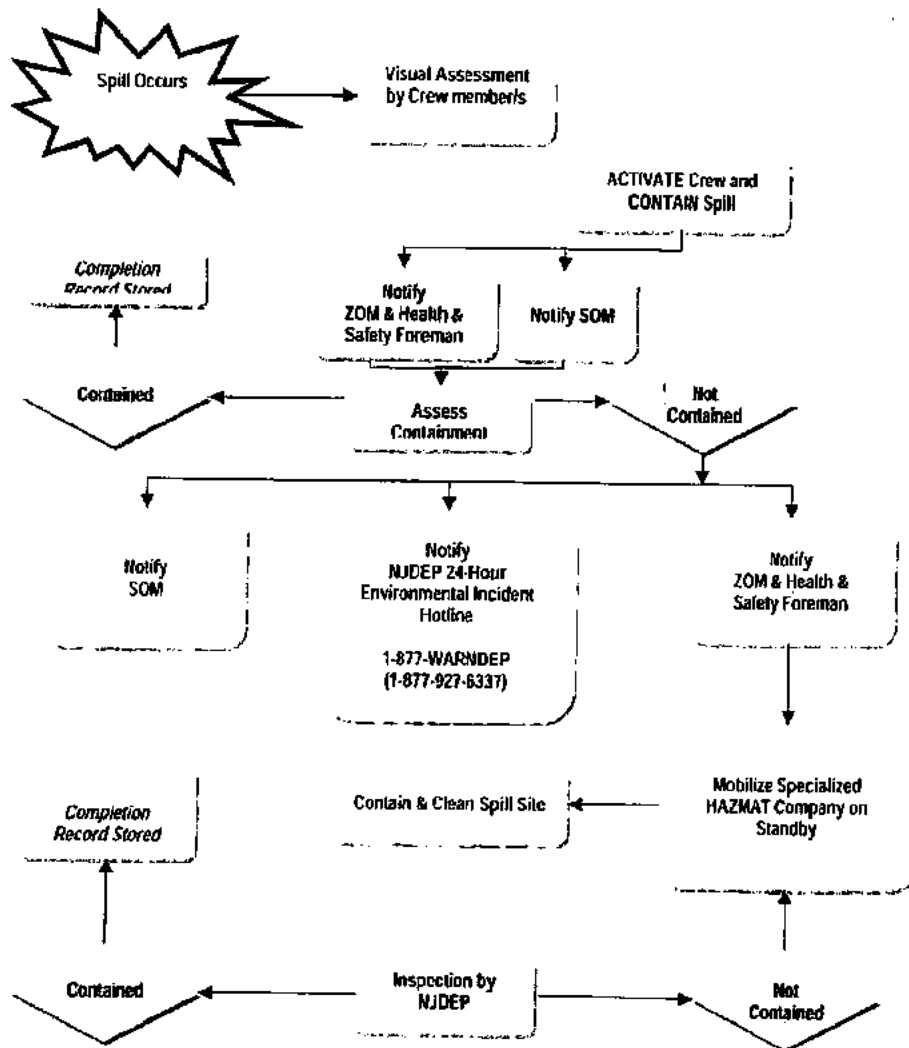 Spill Occurs
Visual Assessment
by Crew member/s
ACTIVATE Crew and
CONTAIN Spill
Completion
Record Stored
Notify
ZOM & Health &
Safety Foreman
Notify SOM
Contained
Assess
Containment
Not
Contained
Notify
SOM
Notify
NJDEP 24-Hour
Environmental Incident
Hotline
1-877-WARNDEP
(1-877-927-6337)
Notify
ZOM & Health &
Safety Foreman
Completion
Record Stored
Contain & Clean Spill Site
Mobilize Specialized
HAZMAT Company on
Standby
Contained
Inspection by
NJDEP
Not
Contained